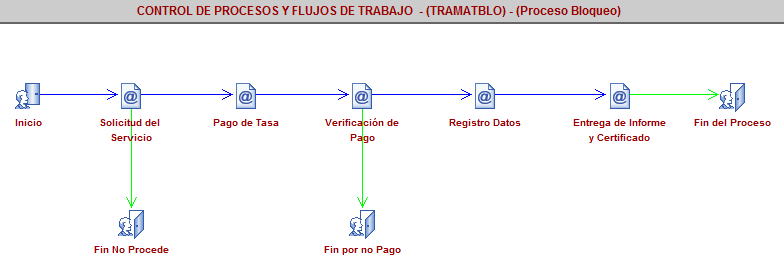 CONTROL DE PROCESOS Y FLUJOS DE TRABAJO - (TRAMATBLO) - (Proceso Bloqueo)
Inicio
Solicitud del
Servicio
Pago de Tasa
Verificación de
Pago
Registro Datos
Entrega de Informe
y Certificado
Fin del Proceso
Fin No Procede
Fin por no Pago